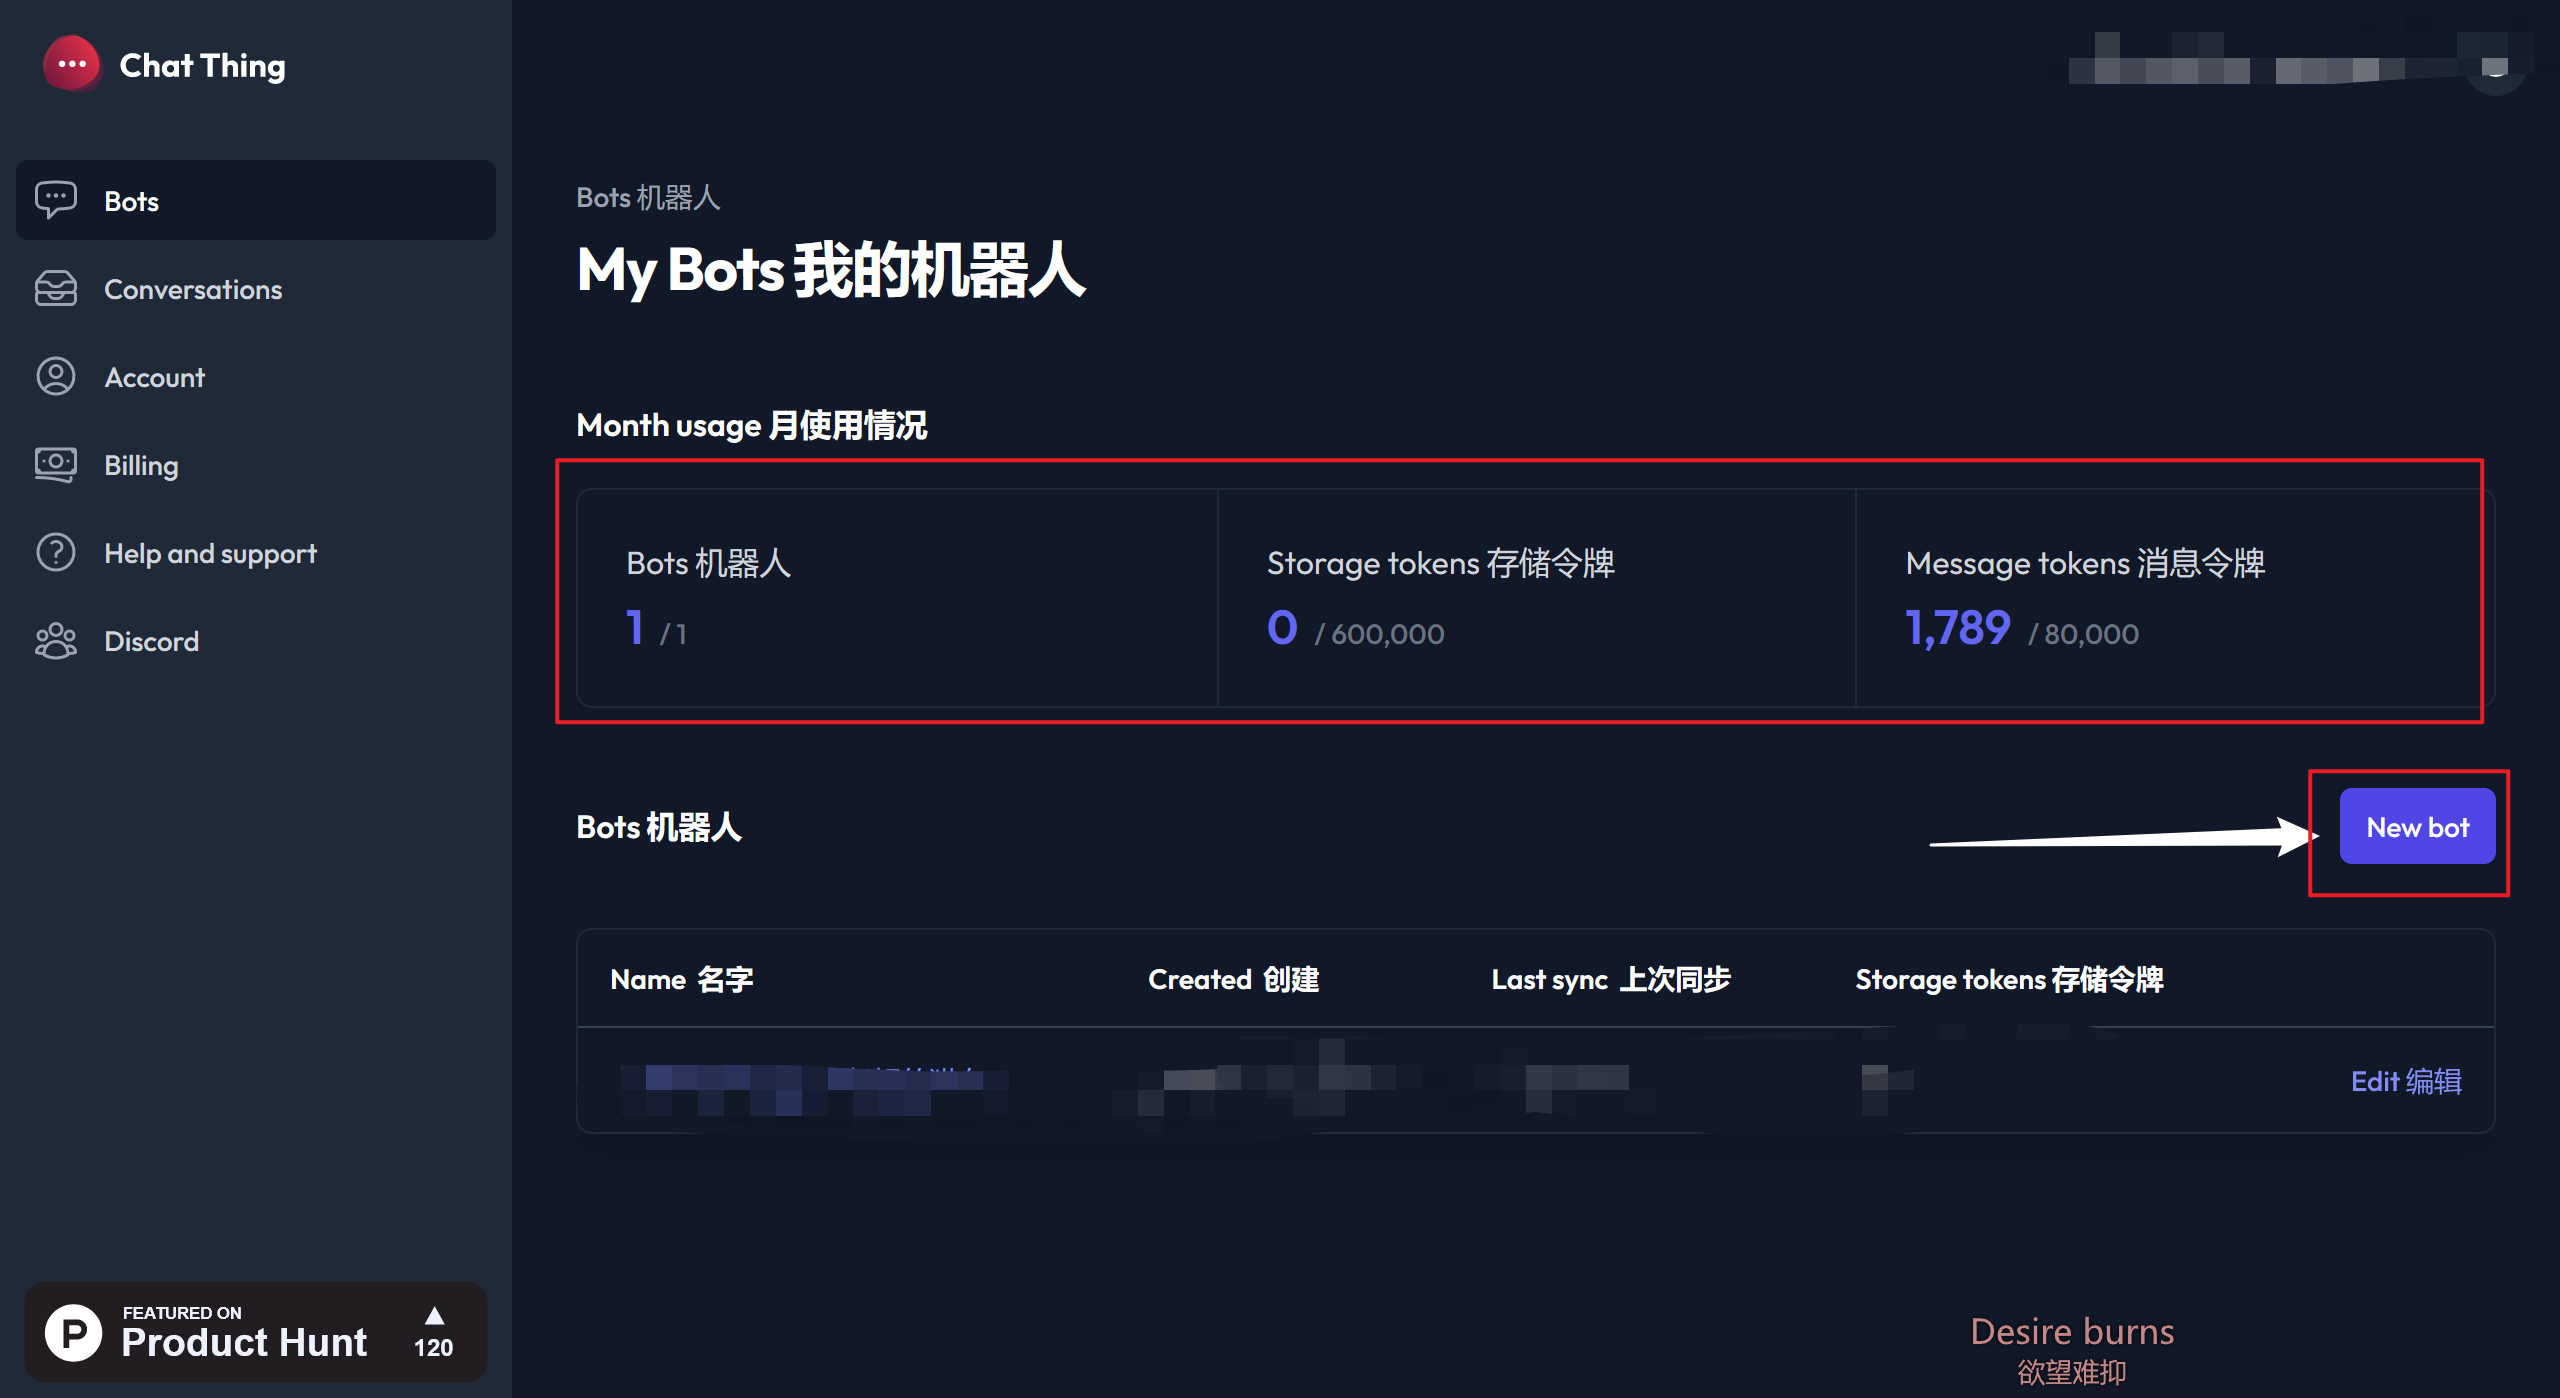 Chat Thing
Bots
Conversations
Account
Billing
Help and support
Discord
FEATURED ON
Product Hunt
120
Bots 机器人
My Bots 我的机器人
Month usage 月使用情况
Bots 机器人
1 / 1
Storage tokens 存储令牌
0 / 600,000
Message tokens 消息令牌
1,789 / 80,000
Bots 机器人
New bot
Name 名字 Created 创建 Last sync 上次同步 Storage tokens 存储令牌
Edit 编辑
Desire burns
欲望难抑